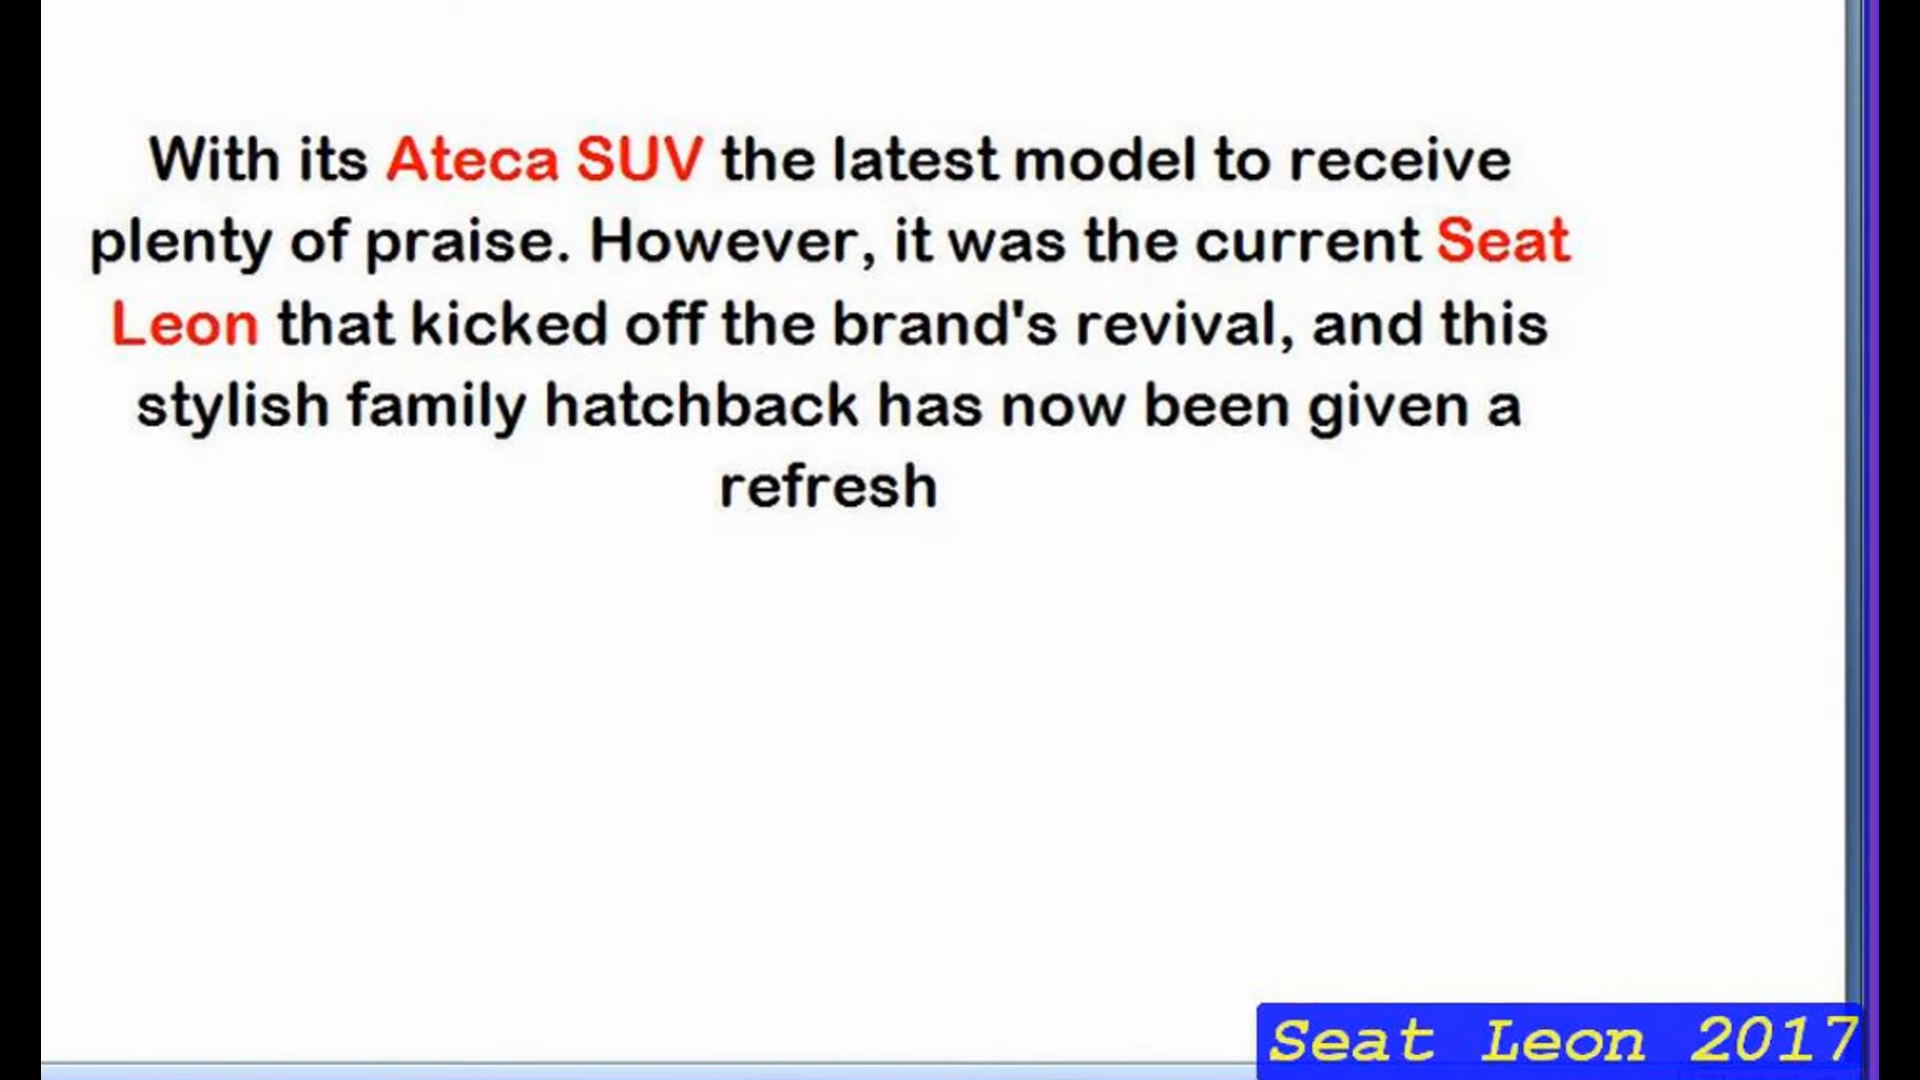 With its Ateca SUV the latest model to receive
plenty of praise. However, it was the current Seat
Leon that kicked off the brand's revival, and this
stylish family hatchback has now been given a
refresh
Seat Leon 2017